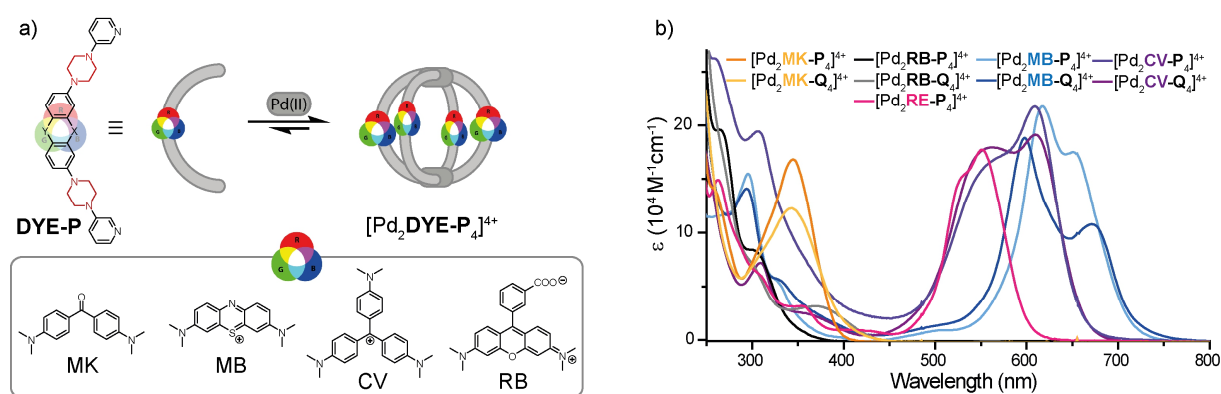 a)
N
N
N
R
Y X
G B
N
N
N
DYE-P
≡
R
G B
Pd(II)
R R R R
G B G B G B G B
[Pd₂DYE-P₄]⁴⁺
R
G B
N N
O
MK
N
N S N
⊕
MB
N
⊕
N N
CV
COO⊖
N O N
⊕
RB
b)
[Pd₂MK-P₄]⁴⁺ [Pd₂RB-P₄]⁴⁺ [Pd₂MB-P₄]⁴⁺ [Pd₂CV-P₄]⁴⁺
[Pd₂MK-Q₄]⁴⁺ [Pd₂RB-Q₄]⁴⁺ [Pd₂MB-Q₄]⁴⁺ [Pd₂CV-Q₄]⁴⁺
[Pd₂RE-P₄]⁴⁺
ε (10⁴ M⁻¹cm⁻¹)
20
10
0
300 400 500 600 700 800
Wavelength (nm)